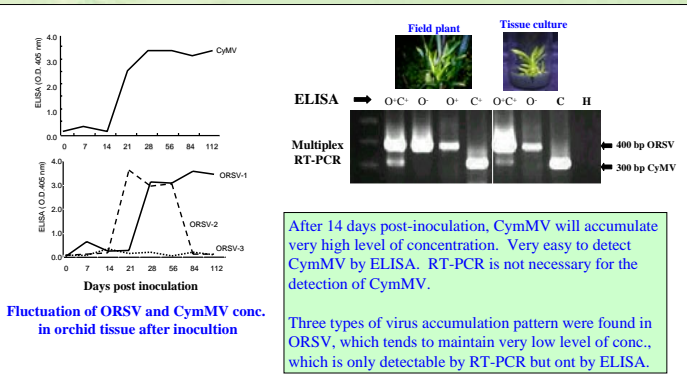 4.0
3.0
2.0
1.0
0.0
ELISA (O.D. 405 nm)
CyMV
0 7 14 21 28 56 84 112
4.0
3.0
2.0
1.0
0.0
ELISA ( O.D .405 nm)
ORSV-1
ORSV-2
ORSV-3
0 7 14 21 28 56 84 112
Days post inoculation
Fluctuation of ORSV and CymMV conc.
in orchid tissue after inocultion
Field plant
Tissue culture
ELISA O+C+ O- O+ C+ O+C+ O- C H
Multiplex
RT-PCR
400 bp ORSV
300 bp CyMV
After 14 days post-inoculation, CymMV will accumulate
very high level of concentration. Very easy to detect
CymMV by ELISA. RT-PCR is not necessary for the
detection of CymMV.
Three types of virus accumulation pattern were found in
ORSV, which tends to maintain very low level of conc.,
which is only detectable by RT-PCR but ont by ELISA.